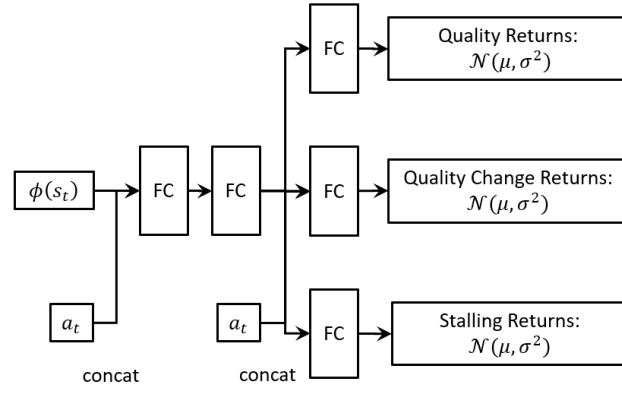 FC
Quality Returns:
𝒩(μ, σ²)
ϕ(s_t)
FC
FC
FC
Quality Change Returns:
𝒩(μ, σ²)
a_t
a_t
FC
Stalling Returns:
𝒩(μ, σ²)
concat
concat